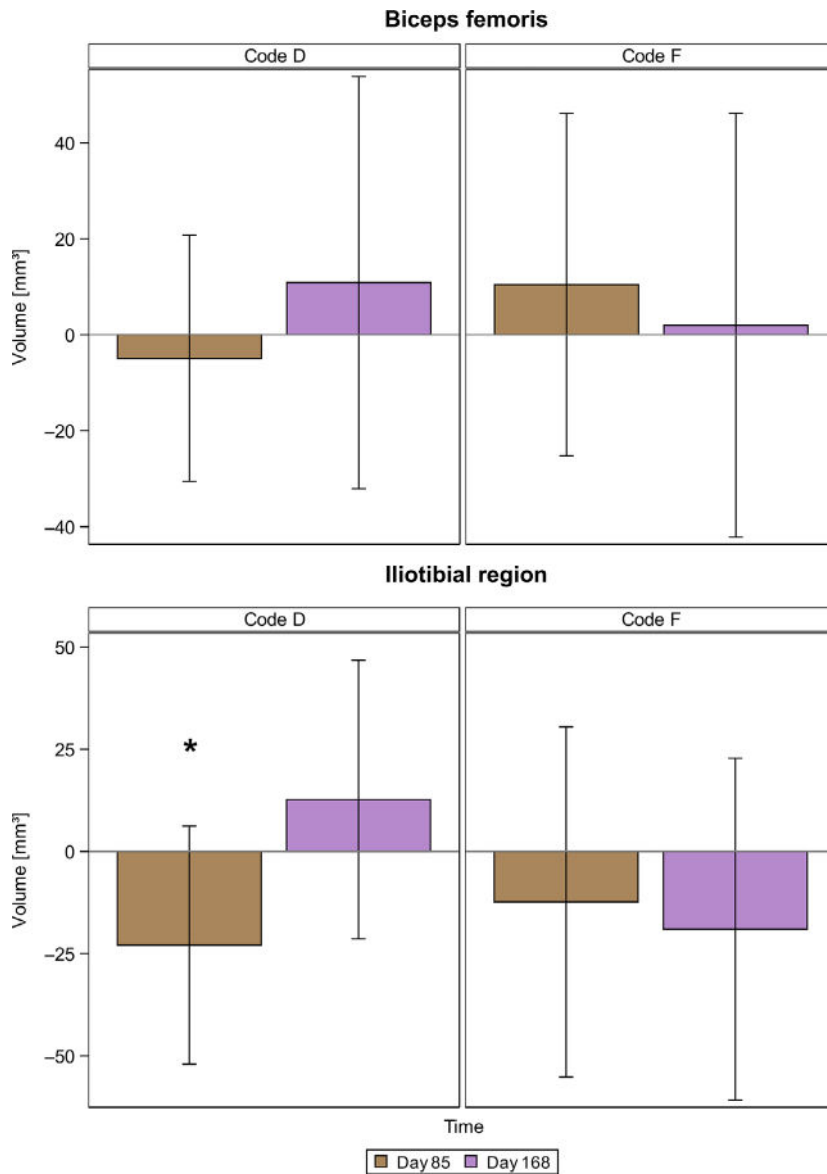 Biceps femoris
Code D Code F
Volume [mm³]
40
20
0
–20
–40
Iliotibial region
Code D Code F
Volume [mm³]
50
25
0
–25
–50
*
Time
Day 85 Day 168